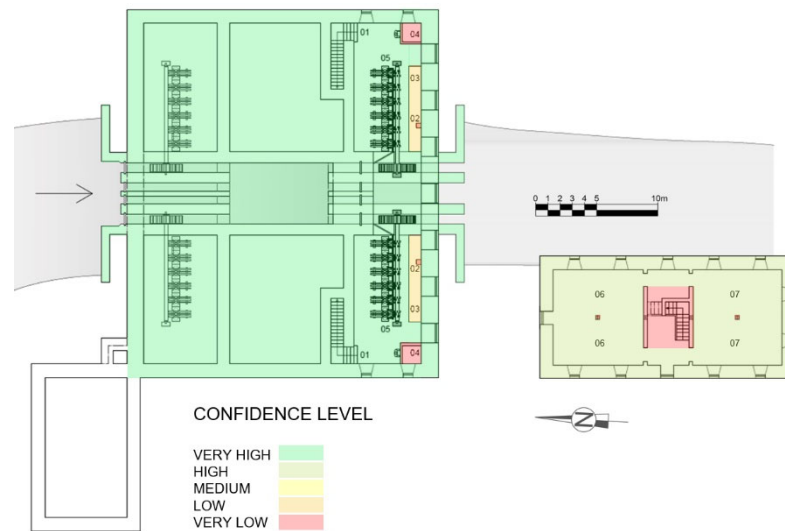 01
04
05
03
02
0 1 2 3 4 5 10m
02
03
05
01
04
06 07
06 07
N
CONFIDENCE LEVEL
VERY HIGH
HIGH
MEDIUM
LOW
VERY LOW